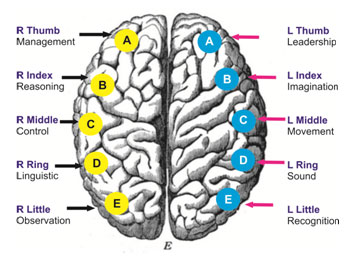 R Thumb
Management
A
A
L Thumb
Leadership
R Index
Reasoning
B
B
L Index
Imagination
R Middle
Control
C
C
L Middle
Movement
R Ring
Linguistic
D
D
L Ring
Sound
R Little
Observation
E
E
L Little
Recognition
E